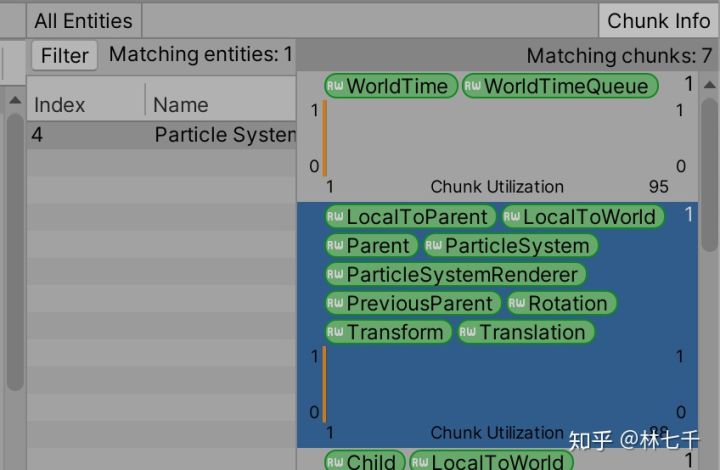 All Entities
Chunk Info
Filter
Matching entities: 1
Matching chunks: 7
Index
Name
4
Particle System
RW WorldTime RW WorldTimeQueue 1
1 1
0 0
1 Chunk Utilization 95
RW LocalToParent RW LocalToWorld 1
RW Parent RW ParticleSystem
RW ParticleSystemRenderer
RW PreviousParent RW Rotation
RW Transform RW Translation
1 1
0 0
1 Chunk Utilization
知乎 @林七千
RW Child RW LocalToWorld 1